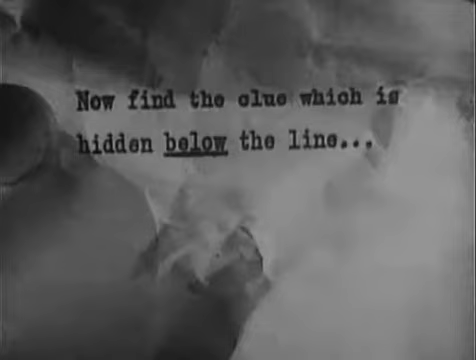 Now find the clue which is
hidden below the line...